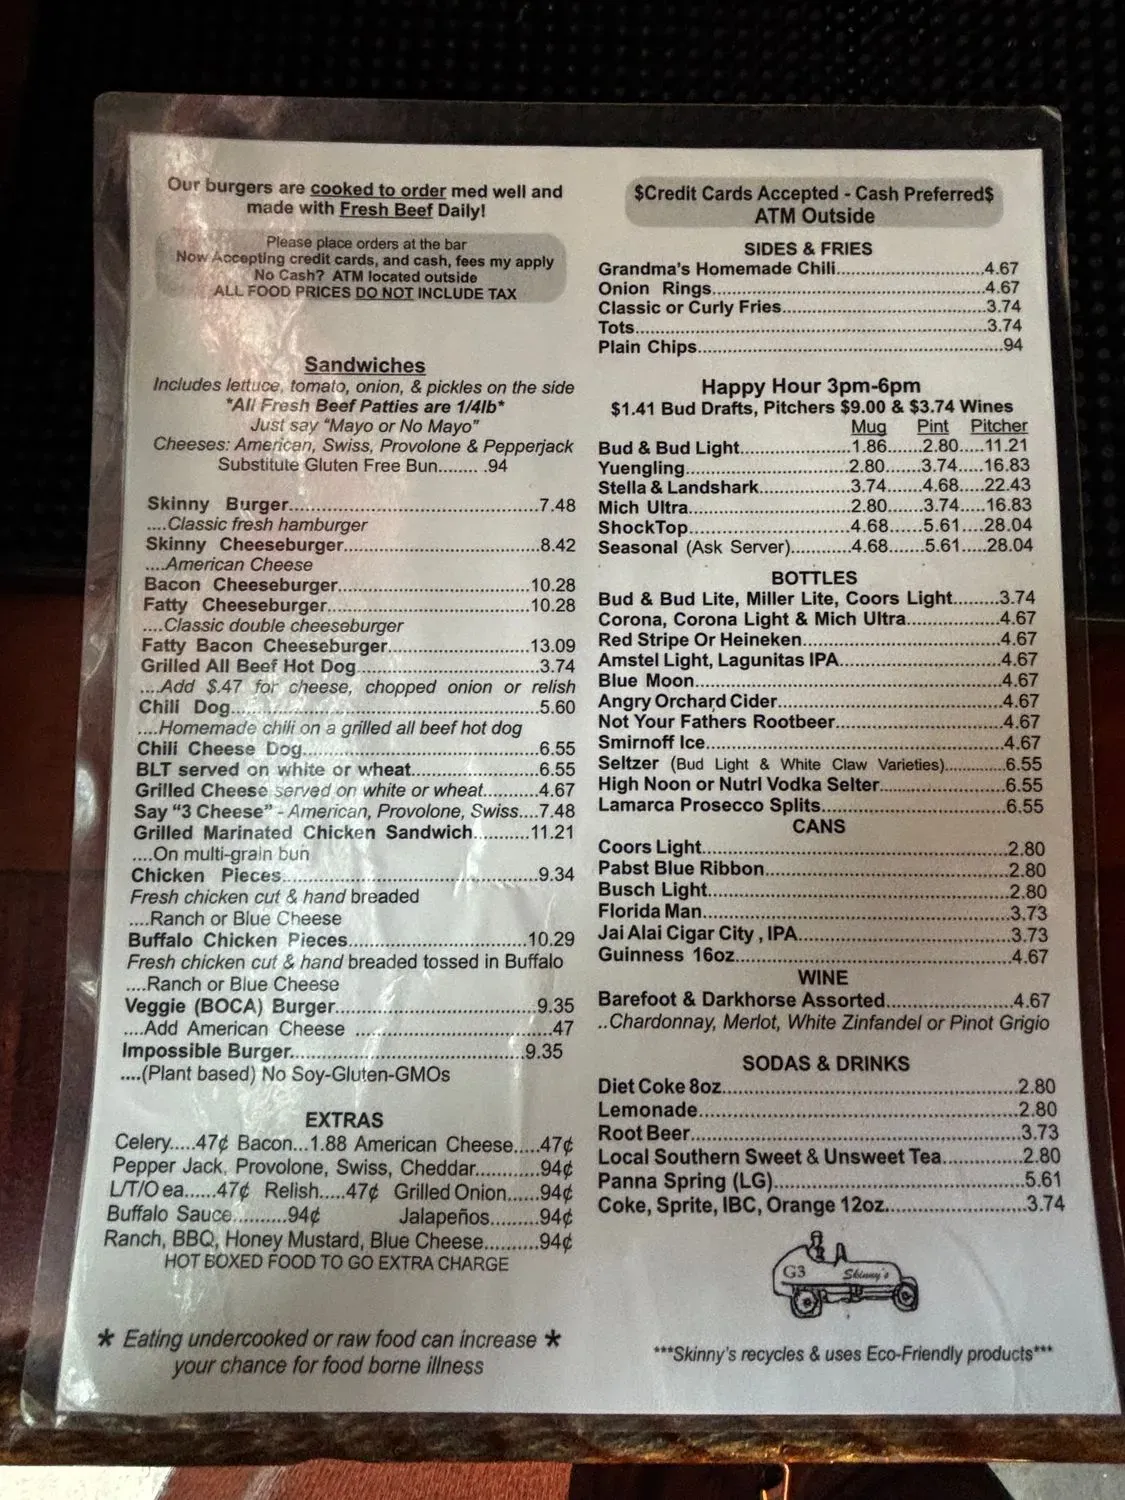 Our burgers are cooked to order med well and
made with Fresh Beef Daily!
Please place orders at the bar
Now Accepting credit cards, and cash, fees my apply
No Cash? ATM located outside
ALL FOOD PRICES DO NOT INCLUDE TAX
Sandwiches
Includes lettuce, tomato, onion, & pickles on the side
*All Fresh Beef Patties are 1/4lb*
Just say "Mayo or No Mayo"
Cheeses: American, Swiss, Provolone & Pepperjack
Substitute Gluten Free Bun........ .94
Skinny Burger.....................7.48
....Classic fresh hamburger
Skinny Cheeseburger.....................8.42
....American Cheese
Bacon Cheeseburger.....................10.28
Fatty Cheeseburger.....................10.28
....Classic double cheeseburger
Fatty Bacon Cheeseburger.....................13.09
Grilled All Beef Hot Dog.....................3.74
....Add $.47 for cheese, chopped onion or relish
Chili Dog.....................5.60
....Homemade chili on a grilled all beef hot dog
Chili Cheese Dog.....................6.55
BLT served on white or wheat.....................6.55
Grilled Cheese served on white or wheat..........4.67
Say "3 Cheese" - American, Provolone, Swiss....7.48
Grilled Marinated Chicken Sandwich..........11.21
....On multi-grain bun
Chicken Pieces.....................9.34
Fresh chicken cut & hand breaded
....Ranch or Blue Cheese
Buffalo Chicken Pieces.....................10.29
Fresh chicken cut & hand breaded tossed in Buffalo
....Ranch or Blue Cheese
Veggie (BOCA) Burger.....................9.35
....Add American Cheese .....................47
Impossible Burger.....................9.35
....(Plant based) No Soy-Gluten-GMOs
EXTRAS
Celery.....47¢ Bacon...1.88 American Cheese.....47¢
Pepper Jack, Provolone, Swiss, Cheddar..........94¢
L/T/O ea......47¢ Relish.....47¢ Grilled Onion......94¢
Buffalo Sauce..........94¢ Jalapeños.........94¢
Ranch, BBQ, Honey Mustard, Blue Cheese..........94¢
HOT BOXED FOOD TO GO EXTRA CHARGE
* Eating undercooked or raw food can increase *
your chance for food borne illness
$Credit Cards Accepted - Cash Preferred$
ATM Outside
SIDES & FRIES
Grandma's Homemade Chili.....................4.67
Onion Rings.....................4.67
Classic or Curly Fries.....................3.74
Tots.....................3.74
Plain Chips.....................94
Happy Hour 3pm-6pm
$1.41 Bud Drafts, Pitchers $9.00 & $3.74 Wines
Mug Pint Pitcher
Bud & Bud Light.....................1.86......2.80.....11.21
Yuengling.....................2.80......3.74.....16.83
Stella & Landshark.....................3.74......4.68.....22.43
Mich Ultra.....................2.80......3.74.....16.83
ShockTop.....................4.68......5.61....28.04
Seasonal (Ask Server)...........4.68......5.61.....28.04
BOTTLES
Bud & Bud Lite, Miller Lite, Coors Light........3.74
Corona, Corona Light & Mich Ultra.....................4.67
Red Stripe Or Heineken.....................4.67
Amstel Light, Lagunitas IPA.....................4.67
Blue Moon.....................4.67
Angry Orchard Cider.....................4.67
Not Your Fathers Rootbeer.....................4.67
Smirnoff Ice.....................4.67
Seltzer (Bud Light & White Claw Varieties).............6.55
High Noon or Nutrl Vodka Selter.....................6.55
Lamarca Prosecco Splits.....................6.55
CANS
Coors Light.....................2.80
Pabst Blue Ribbon.....................2.80
Busch Light.....................2.80
Florida Man.....................3.73
Jai Alai Cigar City , IPA.....................3.73
Guinness 16oz.....................4.67
WINE
Barefoot & Darkhorse Assorted.....................4.67
..Chardonnay, Merlot, White Zinfandel or Pinot Grigio
SODAS & DRINKS
Diet Coke 8oz.....................2.80
Lemonade.....................2.80
Root Beer.....................3.73
Local Southern Sweet & Unsweet Tea..............2.80
Panna Spring (LG).....................5.61
Coke, Sprite, IBC, Orange 12oz.....................3.74
G3 Skinny's
***Skinny's recycles & uses Eco-Friendly products***